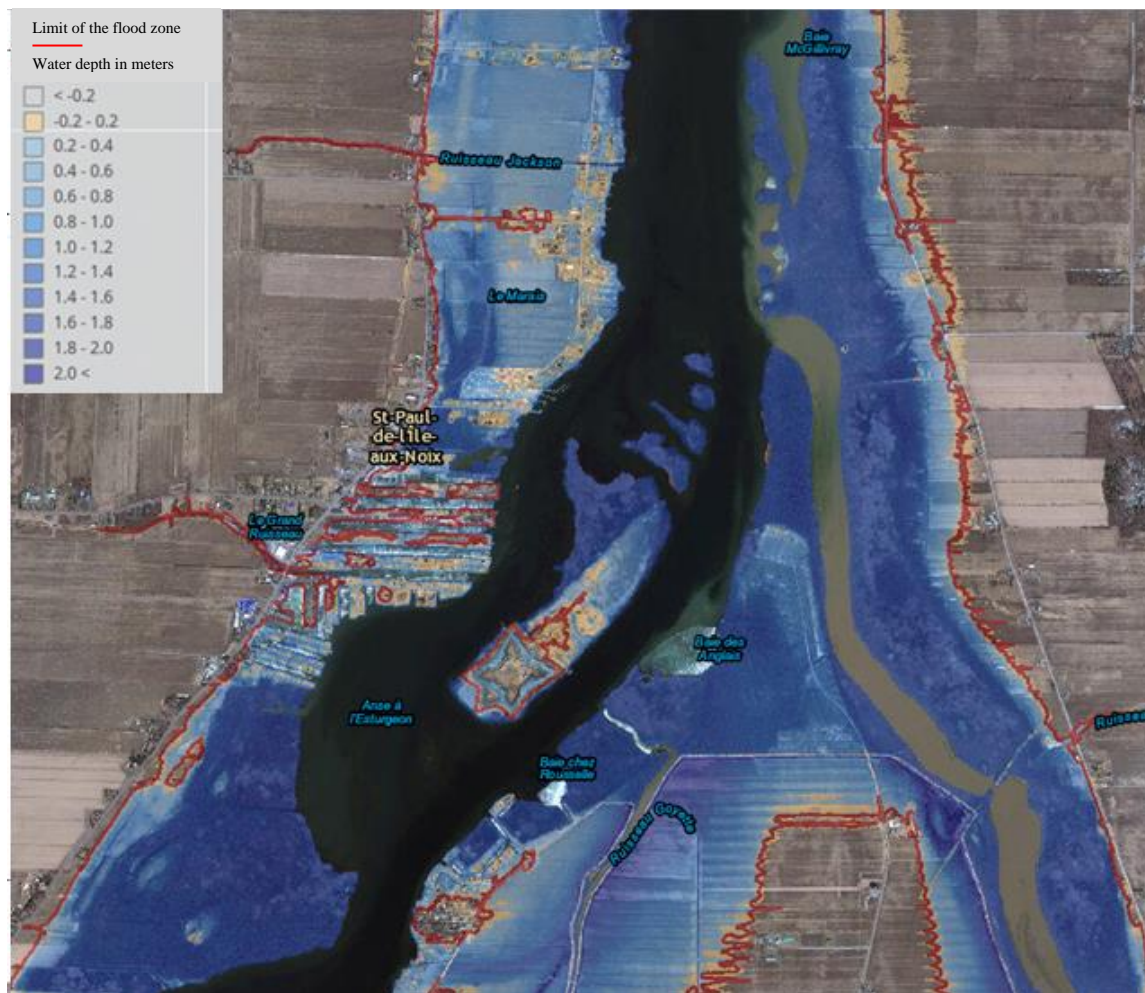 Limit of the flood zone
Water depth in meters
< -0.2
-0.2 - 0.2
0.2 - 0.4
0.4 - 0.6
0.6 - 0.8
0.8 - 1.0
1.0 - 1.2
1.2 - 1.4
1.4 - 1.6
1.6 - 1.8
1.8 - 2.0
2.0 <
Baie
McGillivray
Ruisseau Jackson
Le Marais
St-Paul-
de-l'Île-
aux-Noix
Le Grand
Ruisseau
Baie des
Anglais
Anse à
l'Esturgeon
Ruisse
Baie chez
Rousselle
Ruisseau Goyette